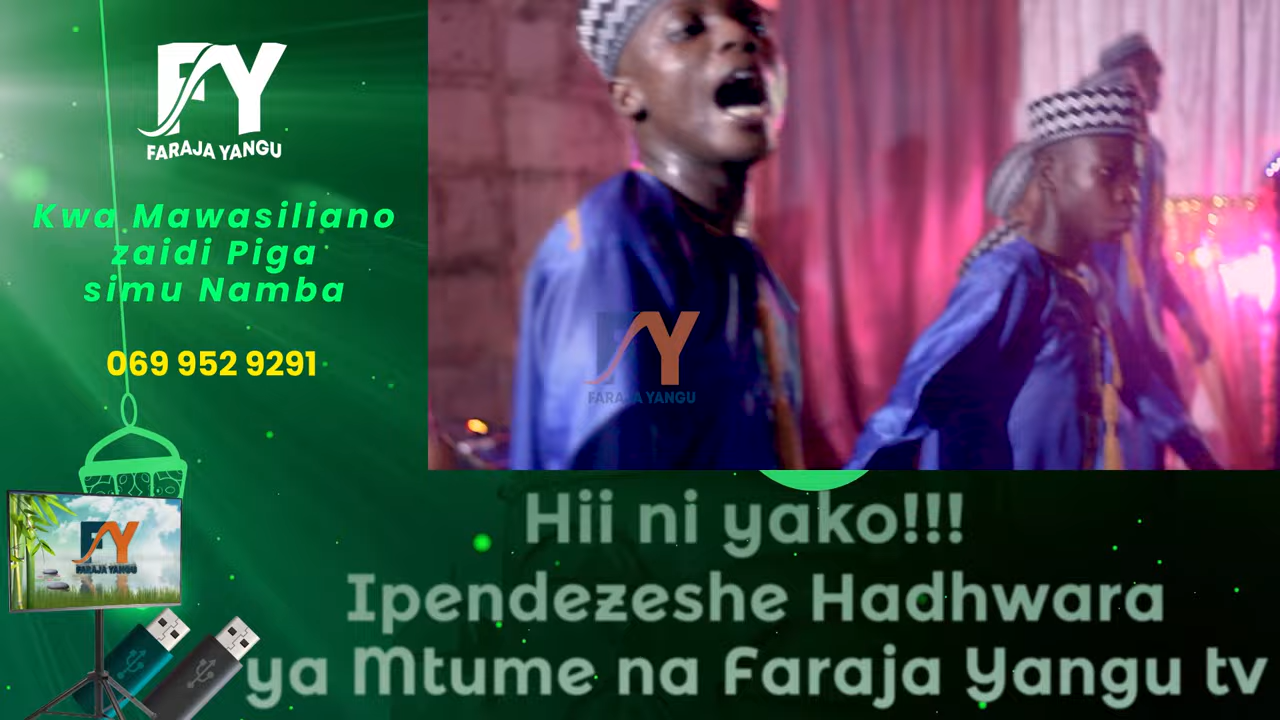 FY
FARAJA YANGU
Kwa Mawasiliano
zaidi Piga
simu Namba
069 952 9291
FY
FARAJA YANGU
FY
FARAJA YANGU
Hii ni yako!!!
Ipendezeshe Hadhwara
ya Mtume na Faraja Yangu tv